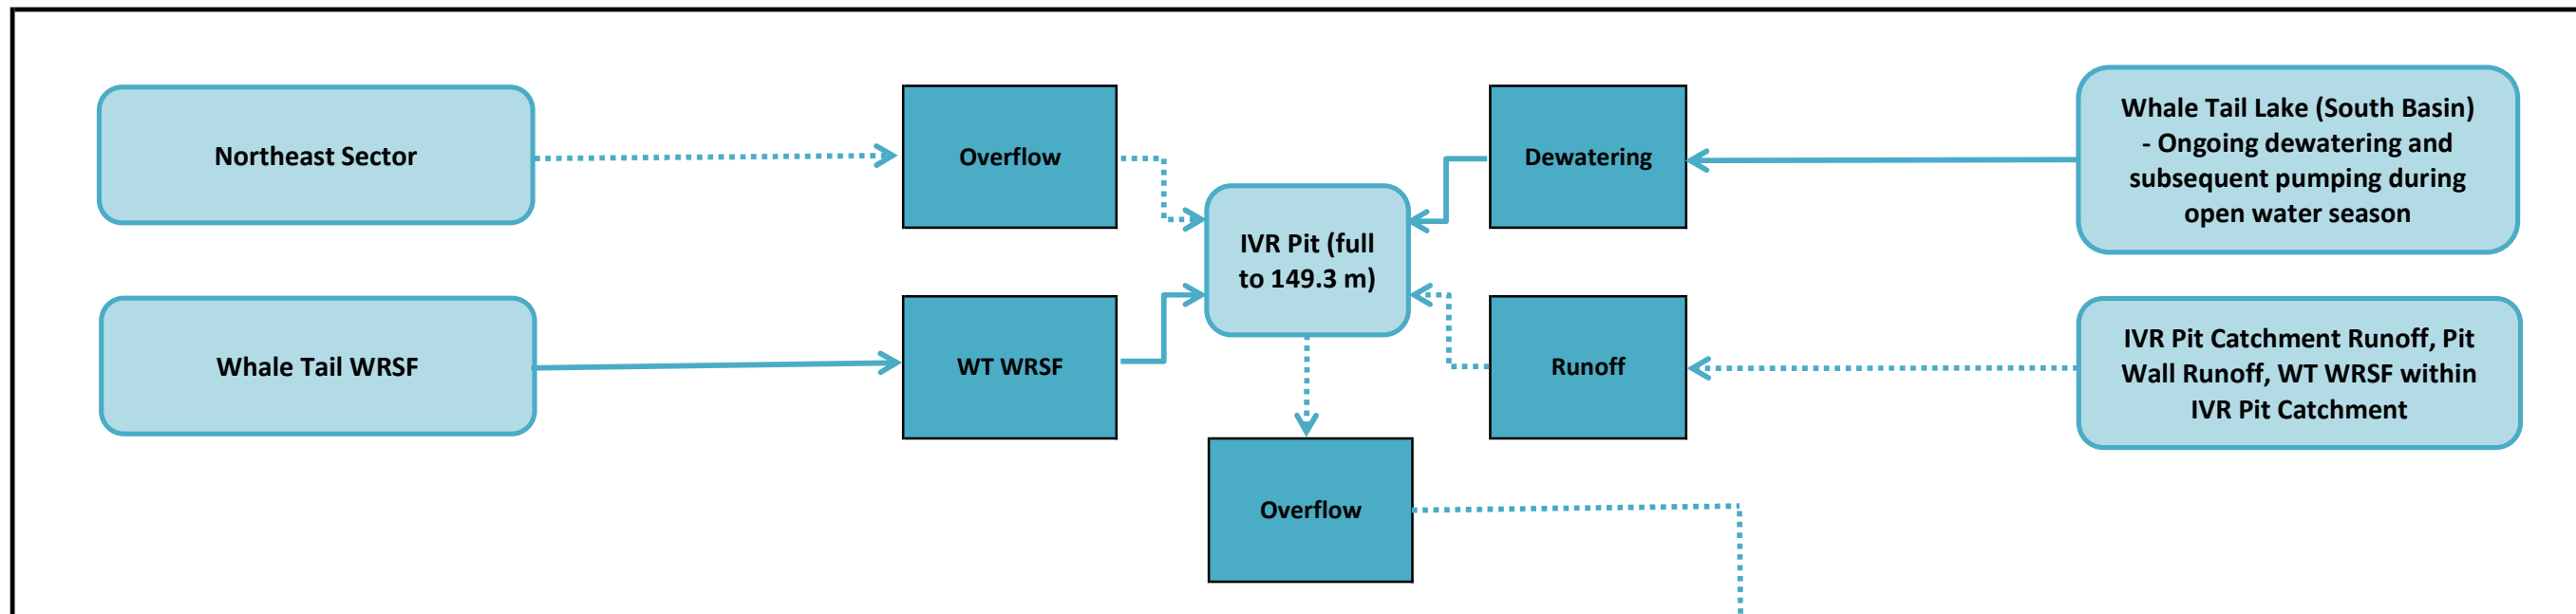 Northeast Sector
Overflow
Dewatering
Whale Tail Lake (South Basin)
- Ongoing dewatering and
subsequent pumping during
open water season
IVR Pit (full
to 149.3 m)
Whale Tail WRSF
WT WRSF
Runoff
IVR Pit Catchment Runoff, Pit
Wall Runoff, WT WRSF within
IVR Pit Catchment
Overflow